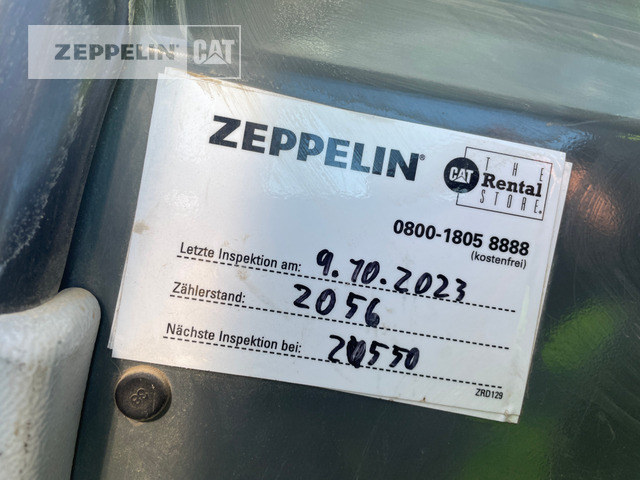 ZEPPELIN CAT
ZEPPELIN®
CAT THE Rental STORE.
0800-1805 8888
(kostenfrei)
Letzte Inspektion am: 9.10.2023
Zählerstand: 2056
Nächste Inspektion bei: 2550
ZRD129